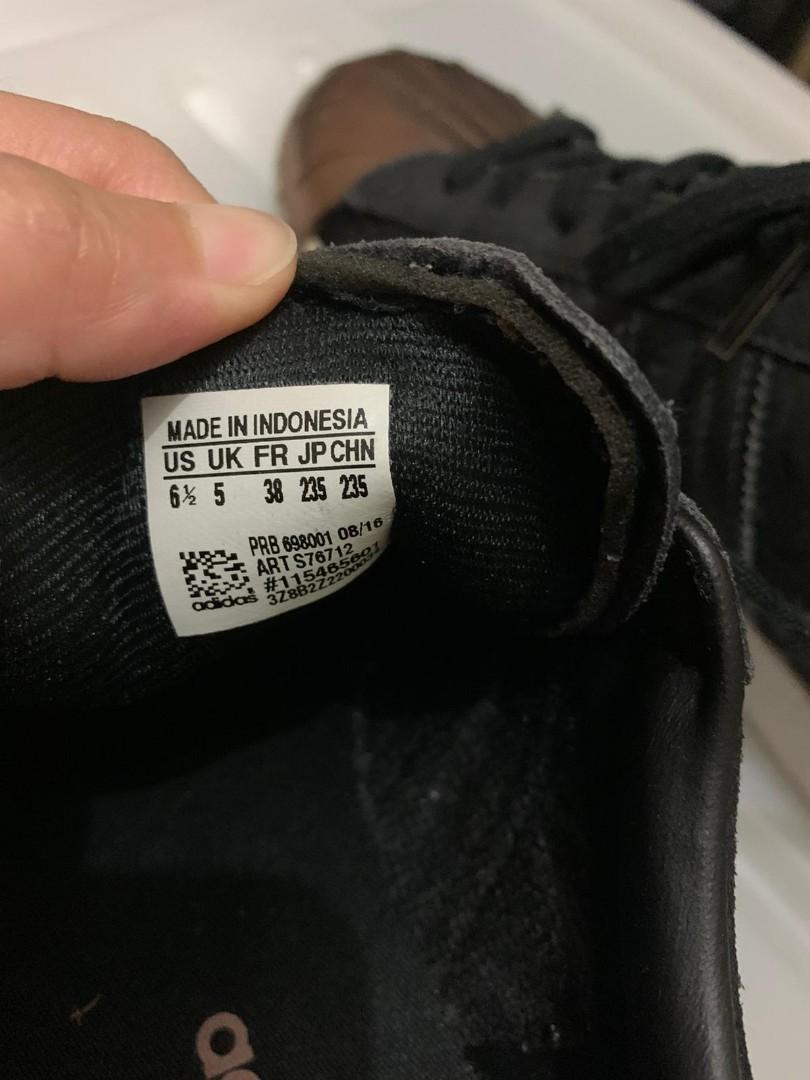 MADE IN INDONESIA
US UK FR JP CHN
6½ 5 38 235 235
PRB 698001 08/16
ART S76712
adidas